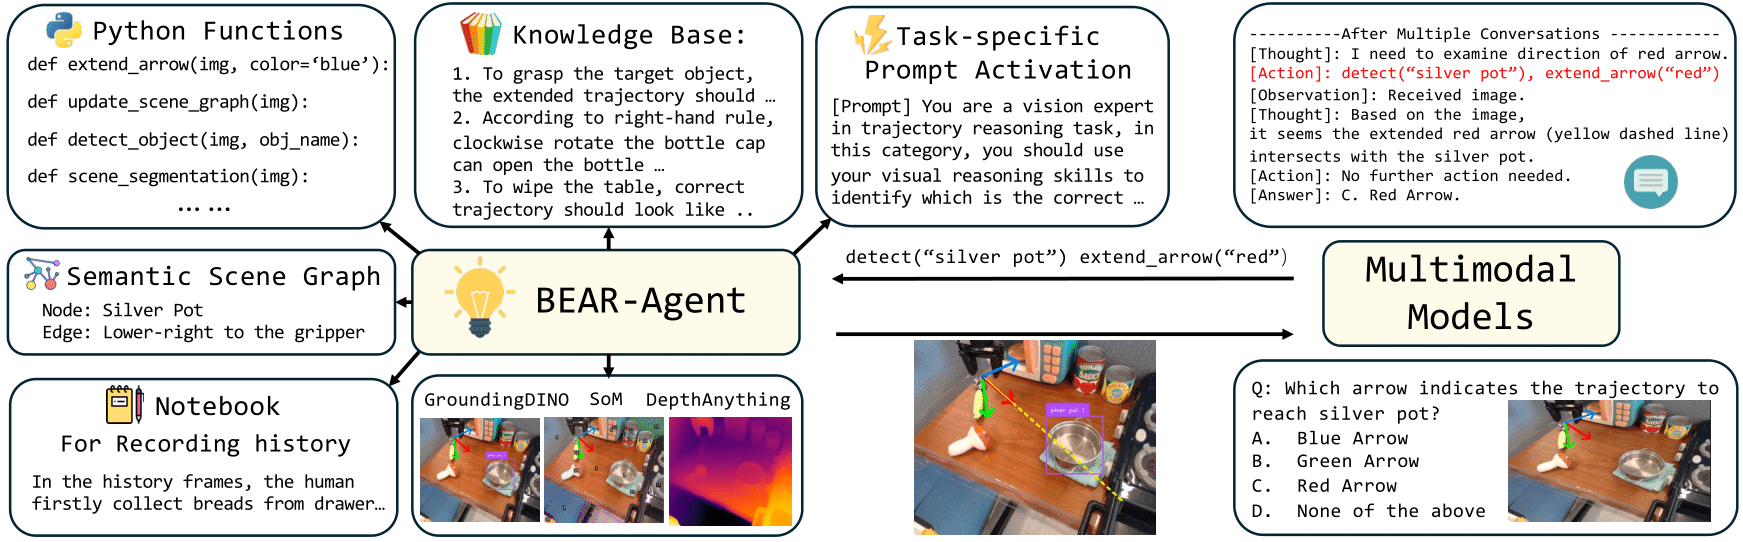 Python Functions
def extend_arrow(img, color=‘blue’):
def update_scene_graph(img):
def detect_object(img, obj_name):
def scene_segmentation(img):
... ...
Knowledge Base:
1. To grasp the target object,
the extended trajectory should …
2. According to right-hand rule,
clockwise rotate the bottle cap
can open the bottle …
3. To wipe the table, correct
trajectory should look like ..
Task-specific
Prompt Activation
[Prompt] You are a vision expert
in trajectory reasoning task, in
this category, you should use
your visual reasoning skills to
identify which is the correct …
----------After Multiple Conversations ------------
[Thought]: I need to examine direction of red arrow.
[Action]: detect(“silver pot”), extend_arrow(“red”)
[Observation]: Received image.
[Thought]: Based on the image,
it seems the extended red arrow (yellow dashed line)
intersects with the silver pot.
[Action]: No further action needed.
[Answer]: C. Red Arrow.
Semantic Scene Graph
Node: Silver Pot
Edge: Lower-right to the gripper
BEAR-Agent
detect(“silver pot”) extend_arrow(“red”)
Multimodal
Models
Notebook
For Recording history
In the history frames, the human
firstly collect breads from drawer…
GroundingDINO SoM DepthAnything
silver pot 1
Q: Which arrow indicates the trajectory to
reach silver pot?
A. Blue Arrow
B. Green Arrow
C. Red Arrow
D. None of the above